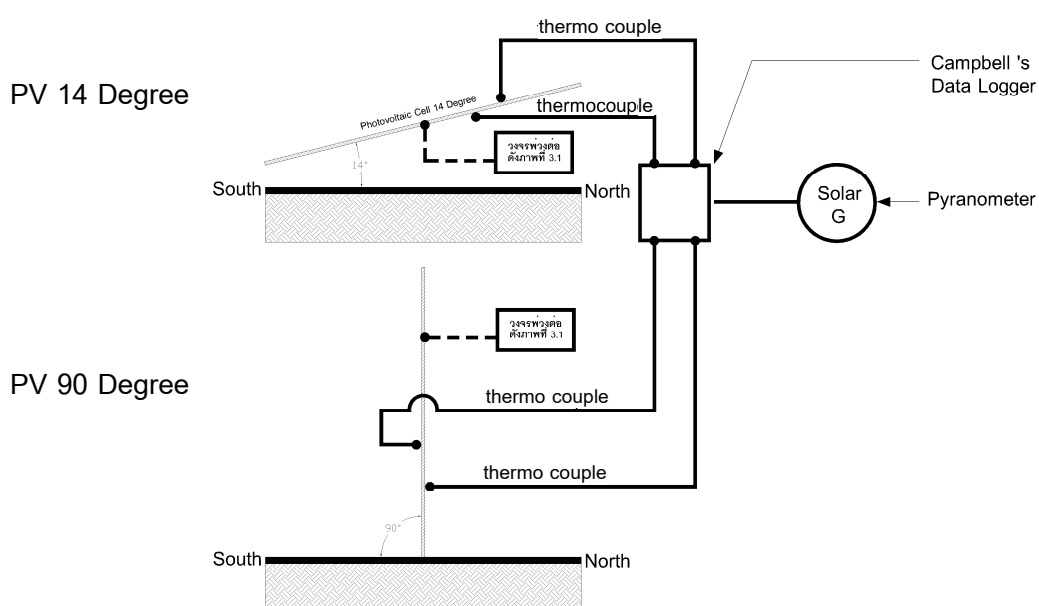 thermo couple
Campbell 's
Data Logger
PV 14 Degree
Photovoltaic Cell 14 Degree
thermocouple
วงจรพ่วงต่อ
ดังภาพที่ 3.1
14°
South
North
Solar
G
Pyranometer
วงจรพ่วงต่อ
ดังภาพที่ 3.1
PV 90 Degree
thermo couple
thermo couple
90°
South
North